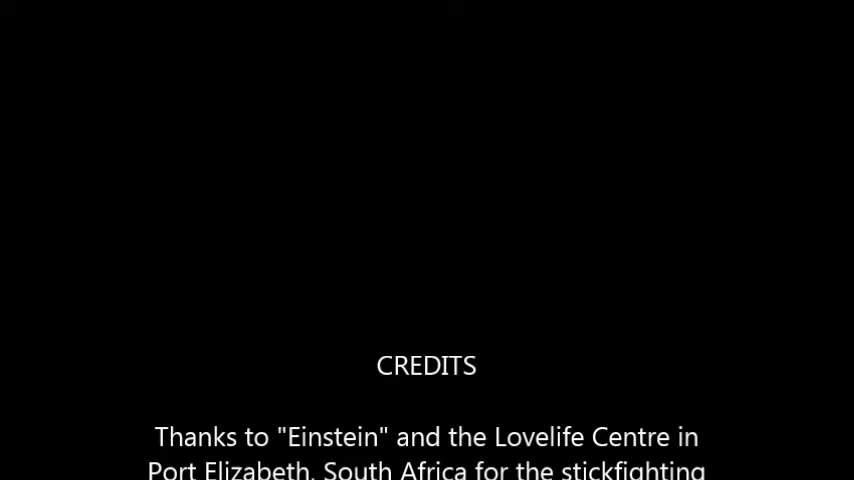 CREDITS
Thanks to "Einstein" and the Lovelife Centre in
Port Elizabeth, South Africa for the stickfighting